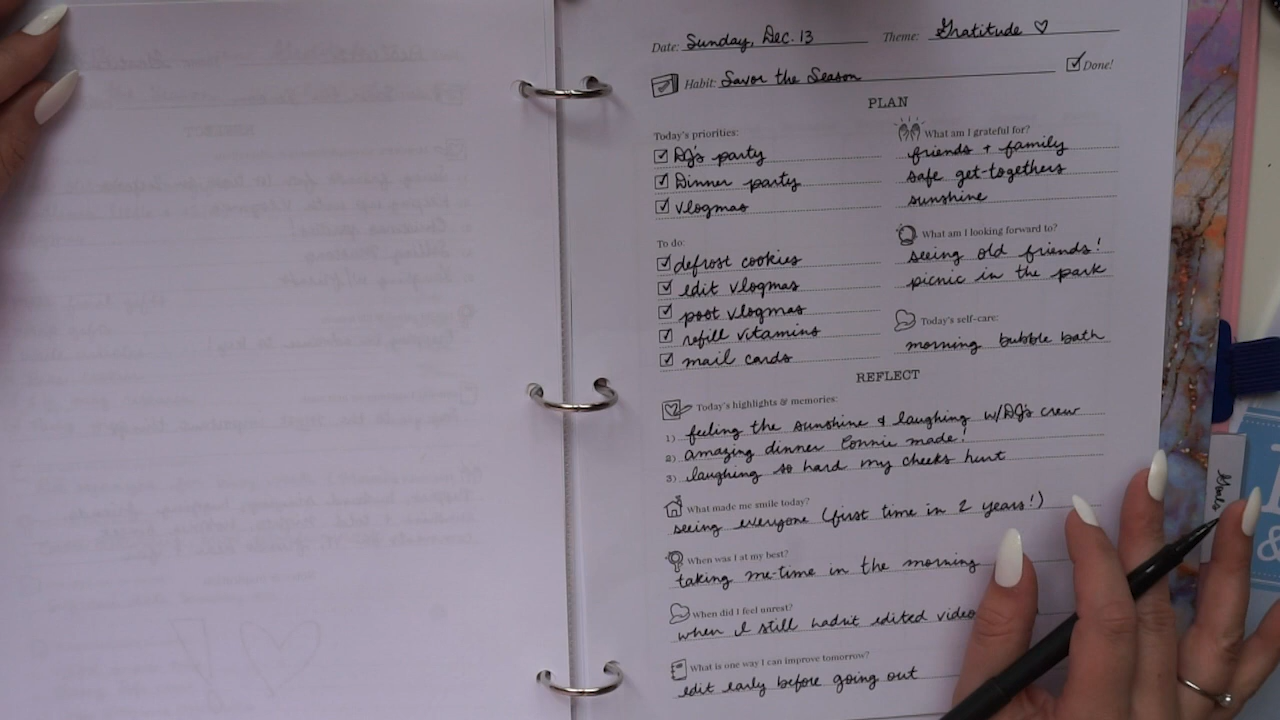 Date: Sunday, Dec. 13 Theme: Gratitude ♡
Habit: Savor the Season ☑ Done!
PLAN
Today's priorities:
☑ DJ's party
☑ Dinner party
☑ vlogmas
To do:
☑ defrost cookies
☑ edit vlogmas
☑ post vlogmas
☑ refill vitamins
☑ mail cards
What am I grateful for?
friends + family
safe get-togethers
sunshine
What am I looking forward to?
seeing old friends!
picnic in the park
Today's self-care:
morning bubble bath
REFLECT
Today's highlights & memories:
1) feeling the sunshine & laughing w/DJ's crew
2) amazing dinner Connie made!
3) laughing so hard my cheeks hurt
What made me smile today?
seeing everyone (first time in 2 years!)
When was I at my best?
taking me-time in the morning
When did I feel unrest?
when I still hadn't edited video
What is one way I can improve tomorrow?
edit early before going out
Goals
&